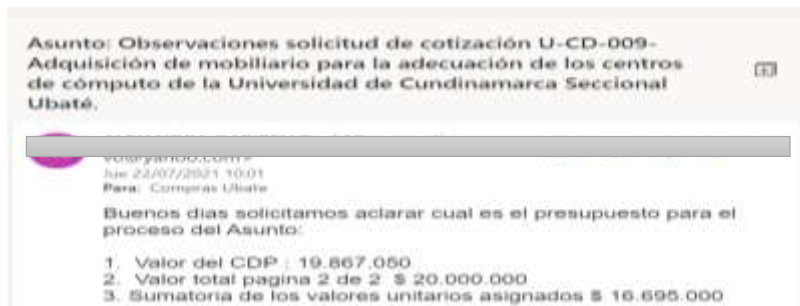 Asunto: Observaciones solicitud de cotización U-CD-009-
Adquisición de mobiliario para la adecuación de los centros
de cómputo de la Universidad de Cundinamarca Seccional
Ubaté.
Jue 22/07/2021 10:01
Para: Compras Ubate
Buenos dias solicitamos aclarar cual es el presupuesto para el
proceso del Asunto:
1. Valor del CDP : 19.867.050
2. Valor total pagina 2 de 2 $ 20.000.000
3. Sumatoria de los valores unitarios asignados $ 16.695.000